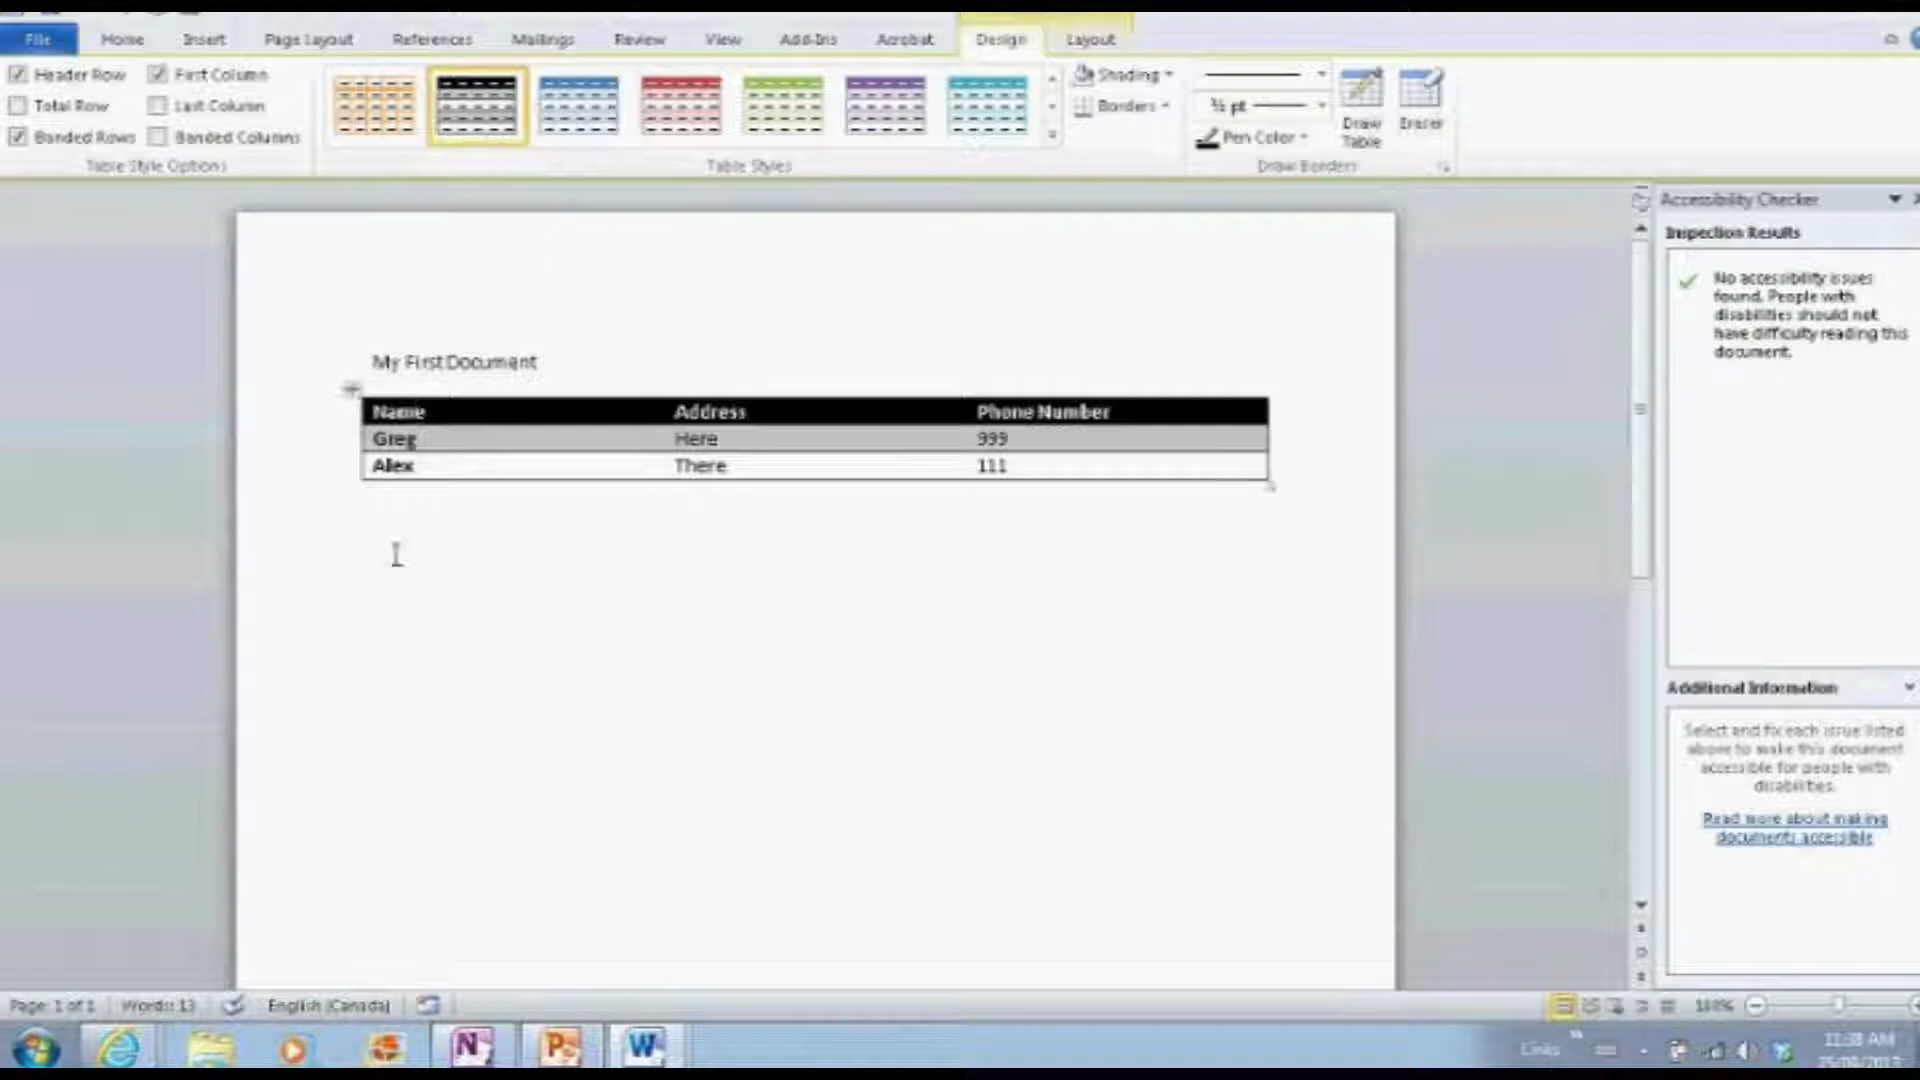 File Home Insert Page Layout References Mailings Review View Add-Ins Acrobat Design Layout
Header Row First Column
Total Row Last Column
Banded Rows Banded Columns
Table Style Options
Table Styles
Shading
Borders
½ pt
Pen Color
Draw Table
Eraser
Draw Borders
My First Document
Name Address Phone Number
Greg Here 999
Alex There 111
Accessibility Checker
Inspection Results
No accessibility issues
found. People with
disabilities should not
have difficulty reading this
document.
Additional Information
Select and fix each issue listed
above to make this document
accessible for people with
disabilities.
Read more about making
documents accessible
Page: 1 of 1 Words: 13 English (Canada)
N P W
Links
11:38 AM